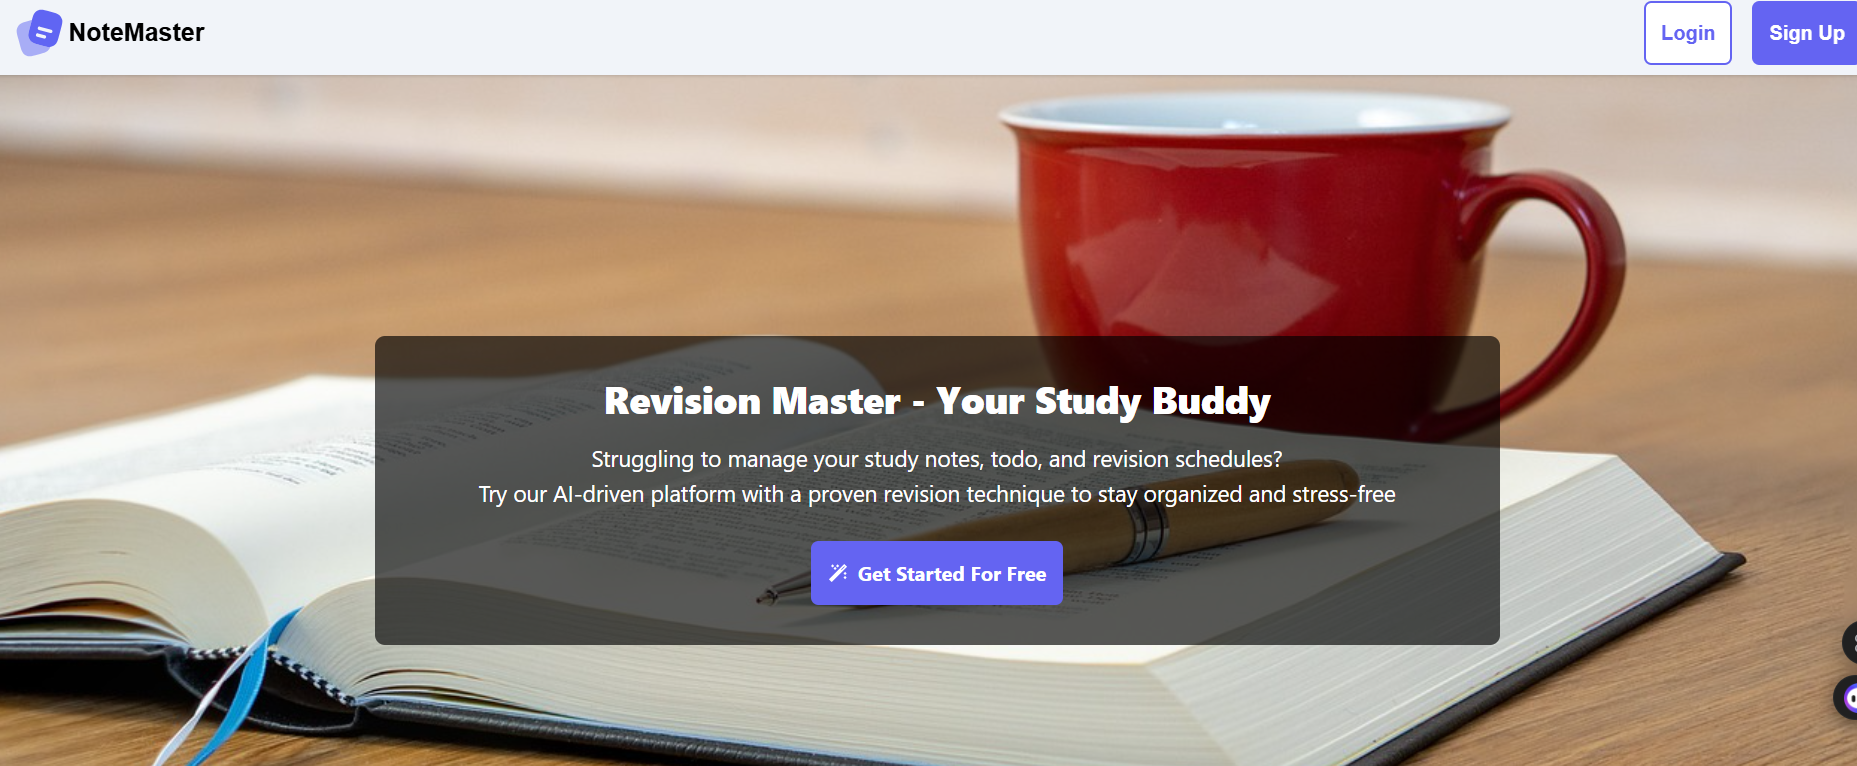 NoteMaster
Login
Sign Up
Revision Master - Your Study Buddy
Struggling to manage your study notes, todo, and revision schedules?
Try our AI-driven platform with a proven revision technique to stay organized and stress-free
Get Started For Free